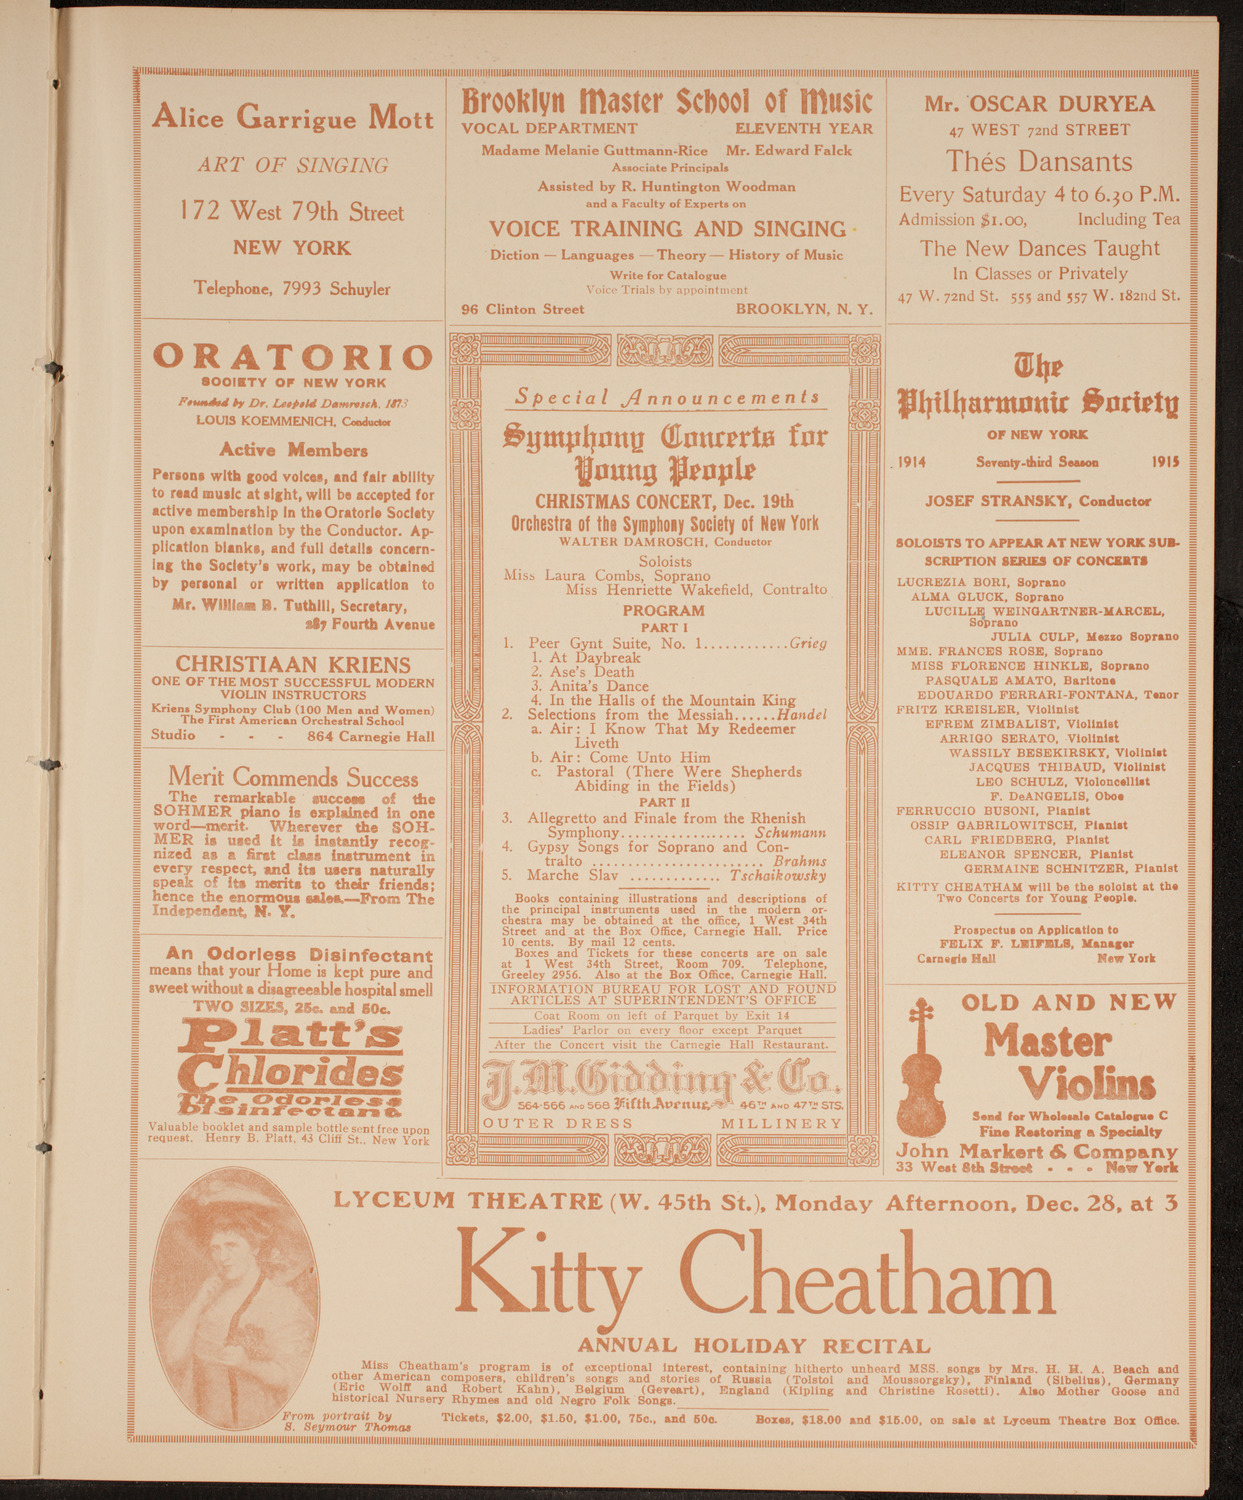 Alice Garrigue Mott
ART OF SINGING
172 West 79th Street
NEW YORK
Telephone, 7993 Schuyler
ORATORIO
SOCIETY OF NEW YORK
Founded by Dr. Leopold Damrosch, 1873
LOUIS KOEMMENICH, Conductor
Active Members
Persons with good voices, and fair ability
to read music at sight, will be accepted for
active membership in the Oratorio Society
upon examination by the Conductor. Ap-
plication blanks, and full details concern-
ing the Society's work, may be obtained
by personal or written application to
Mr. William B. Tuthill, Secretary,
287 Fourth Avenue
CHRISTIAAN KRIENS
ONE OF THE MOST SUCCESSFUL MODERN
VIOLIN INSTRUCTORS
Kriens Symphony Club (100 Men and Women)
The First American Orchestral School
Studio - - - 864 Carnegie Hall
Merit Commends Success
The remarkable success of the
SOHMER piano is explained in one
word—merit. Wherever the SOH-
MER is used it is instantly recog-
nized as a first class instrument in
every respect, and its users naturally
speak of its merits to their friends;
hence the enormous sales.—From The
Independent, N. Y.
An Odorless Disinfectant
means that your Home is kept pure and
sweet without a disagreeable hospital smell
TWO SIZES, 25c. and 50c.
Platt's
Chlorides
The Odorless
Disinfectant
Valuable booklet and sample bottle sent free upon
request. Henry B. Platt, 43 Cliff St., New York
Brooklyn Master School of Music
VOCAL DEPARTMENT ELEVENTH YEAR
Madame Melanie Guttmann-Rice Mr. Edward Falck
Associate Principals
Assisted by R. Huntington Woodman
and a Faculty of Experts on
VOICE TRAINING AND SINGING
Diction — Languages — Theory — History of Music
Write for Catalogue
Voice Trials by appointment
96 Clinton Street BROOKLYN, N. Y.
Special Announcements
Symphony Concerts for
Young People
CHRISTMAS CONCERT, Dec. 19th
Orchestra of the Symphony Society of New York
WALTER DAMROSCH, Conductor
Soloists
Miss Laura Combs, Soprano
Miss Henriette Wakefield, Contralto
PROGRAM
PART I
1. Peer Gynt Suite, No. 1............Grieg
1. At Daybreak
2. Ase's Death
3. Anita's Dance
4. In the Halls of the Mountain King
2. Selections from the Messiah......Handel
a. Air: I Know That My Redeemer
Liveth
b. Air: Come Unto Him
c. Pastoral (There Were Shepherds
Abiding in the Fields)
PART II
3. Allegretto and Finale from the Rhenish
Symphony................. Schumann
4. Gypsy Songs for Soprano and Con-
tralto ....................... Brahms
5. Marche Slav ............. Tschaikowsky
Books containing illustrations and descriptions of
the principal instruments used in the modern or-
chestra may be obtained at the office, 1 West 34th
Street and at the Box Office, Carnegie Hall. Price
10 cents. By mail 12 cents.
Boxes and Tickets for these concerts are on sale
at 1 West 34th Street, Room 709. Telephone,
Greeley 2956. Also at the Box Office, Carnegie Hall.
INFORMATION BUREAU FOR LOST AND FOUND
ARTICLES AT SUPERINTENDENT'S OFFICE
Coat Room on left of Parquet by Exit 14
Ladies' Parlor on every floor except Parquet
After the Concert visit the Carnegie Hall Restaurant.
J.M. Gidding & Co.
564-566 AND 568 Fifth Avenue, 46TH AND 47TH STS.
OUTER DRESS MILLINERY
Mr. OSCAR DURYEA
47 WEST 72nd STREET
Thés Dansants
Every Saturday 4 to 6.30 P.M.
Admission $1.00, Including Tea
The New Dances Taught
In Classes or Privately
47 W. 72nd St. 555 and 557 W. 182nd St.
The
Philharmonic Society
OF NEW YORK
1914 Seventy-third Season 1915
JOSEF STRANSKY, Conductor
SOLOISTS TO APPEAR AT NEW YORK SUB-
SCRIPTION SERIES OF CONCERTS
LUCREZIA BORI, Soprano
ALMA GLUCK, Soprano
LUCILLE WEINGARTNER-MARCEL,
Soprano
JULIA CULP, Mezzo Soprano
MME. FRANCES ROSE, Soprano
MISS FLORENCE HINKLE, Soprano
PASQUALE AMATO, Baritone
EDOUARDO FERRARI-FONTANA, Tenor
FRITZ KREISLER, Violinist
EFREM ZIMBALIST, Violinist
ARRIGO SERATO, Violinist
WASSILY BESEKIRSKY, Violinist
JACQUES THIBAUD, Violinist
LEO SCHULZ, Violoncellist
F. DeANGELIS, Oboe
FERRUCCIO BUSONI, Pianist
OSSIP GABRILOWITSCH, Pianist
CARL FRIEDBERG, Pianist
ELEANOR SPENCER, Pianist
GERMAINE SCHNITZER, Pianist
KITTY CHEATHAM will be the soloist at the
Two Concerts for Young People.
Prospectus on Application to
FELIX F. LEIFELS, Manager
Carnegie Hall New York
OLD AND NEW
Master
Violins
Send for Wholesale Catalogue C
Fine Restoring a Specialty
John Markert & Company
33 West 8th Street - - - New York
LYCEUM THEATRE (W. 45th St.), Monday Afternoon, Dec. 28, at 3
Kitty Cheatham
ANNUAL HOLIDAY RECITAL
Miss Cheatham's program is of exceptional interest, containing hitherto unheard MSS. songs by Mrs. H. H. A. Beach and
other American composers, children's songs and stories of Russia (Tolstoi and Moussorgsky), Finland (Sibelius), Germany
(Eric Wolff and Robert Kahn), Belgium (Geveart), England (Kipling and Christine Rosetti). Also Mother Goose and
historical Nursery Rhymes and old Negro Folk Songs.
From portrait by
S. Seymour Thomas
Tickets, $2.00, $1.50, $1.00, 75c., and 50c. Boxes, $18.00 and $15.00, on sale at Lyceum Theatre Box Office.